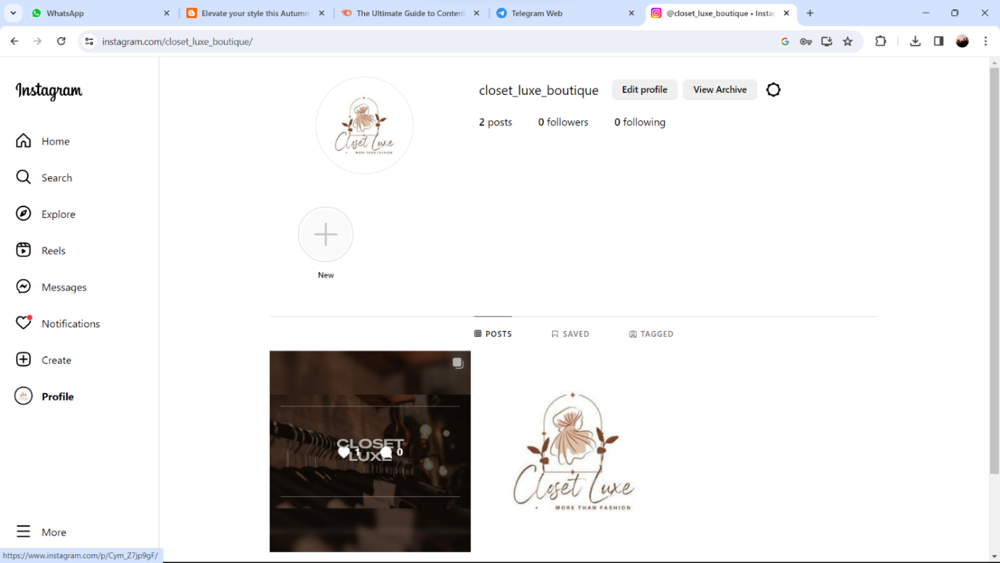 WhatsApp
Elevate your style this Autumn
The Ultimate Guide to Content
Telegram Web
@closet_luxe_boutique • Insta
instagram.com/closet_luxe_boutique/
Instagram
Home
Search
Explore
Reels
Messages
Notifications
Create
Profile
More
closet_luxe_boutique Edit profile View Archive
2 posts 0 followers 0 following
Closet Luxe
MORE THAN FASHION
New
POSTS SAVED TAGGED
CLOSET
LUXE
1 0
Closet Luxe
MORE THAN FASHION
https://www.instagram.com/p/Cym_Z7jp9gF/